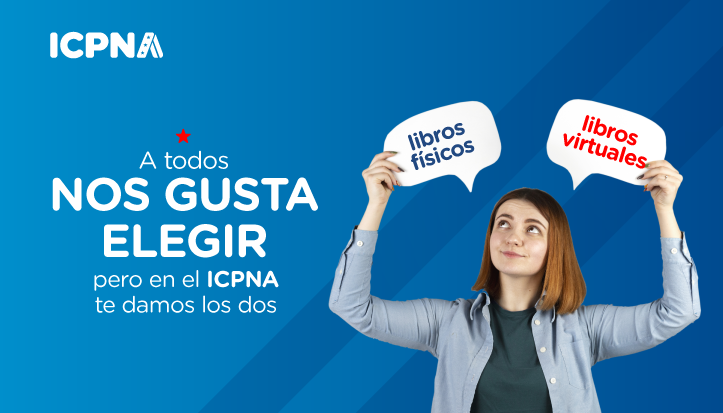 ICPNA
A todos
NOS GUSTA
ELEGIR
pero en el ICPNA
te damos los dos
libros
físicos
libros
virtuales